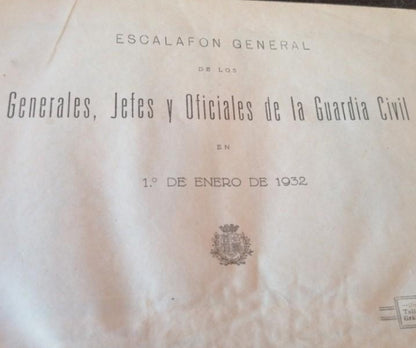 ESCALAFON GENERAL
DE LOS
Generales, Jefes y Oficiales de la Guardia Civil
EN
1.º DE ENERO DE 1932